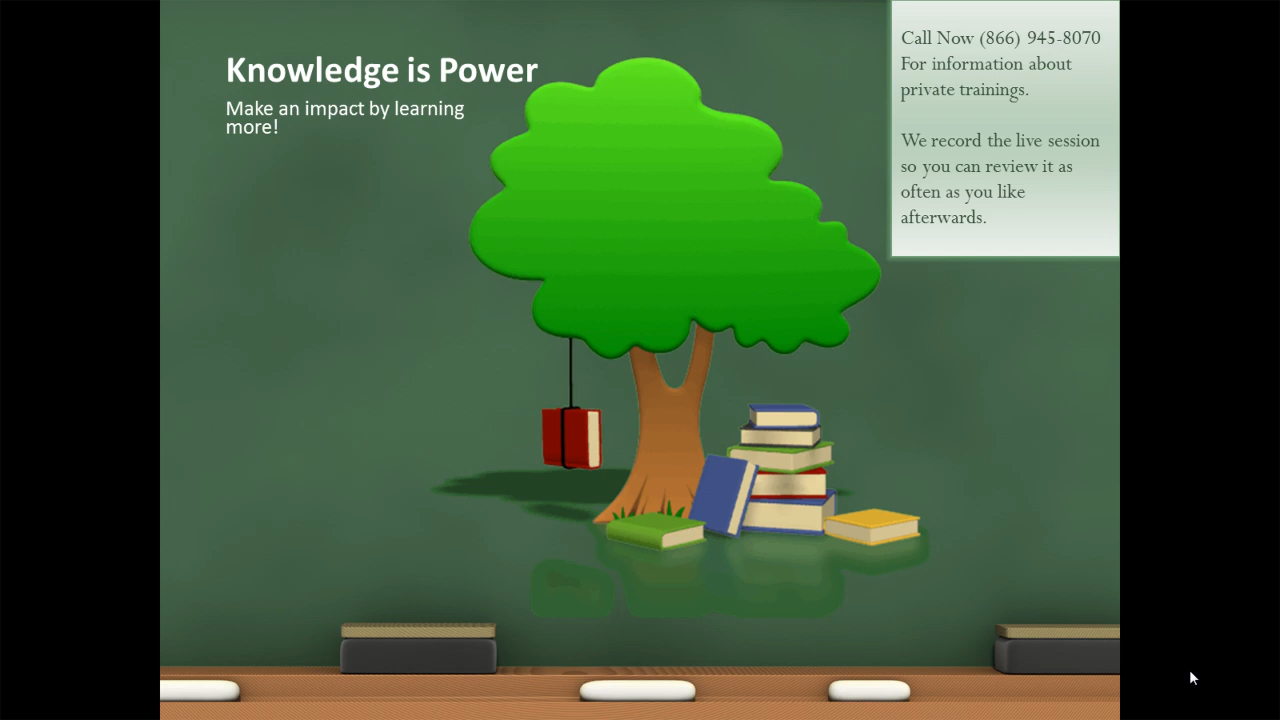 Knowledge is Power
Make an impact by learning
more!
Call Now (866) 945-8070
For information about
private trainings.
We record the live session
so you can review it as
often as you like
afterwards.